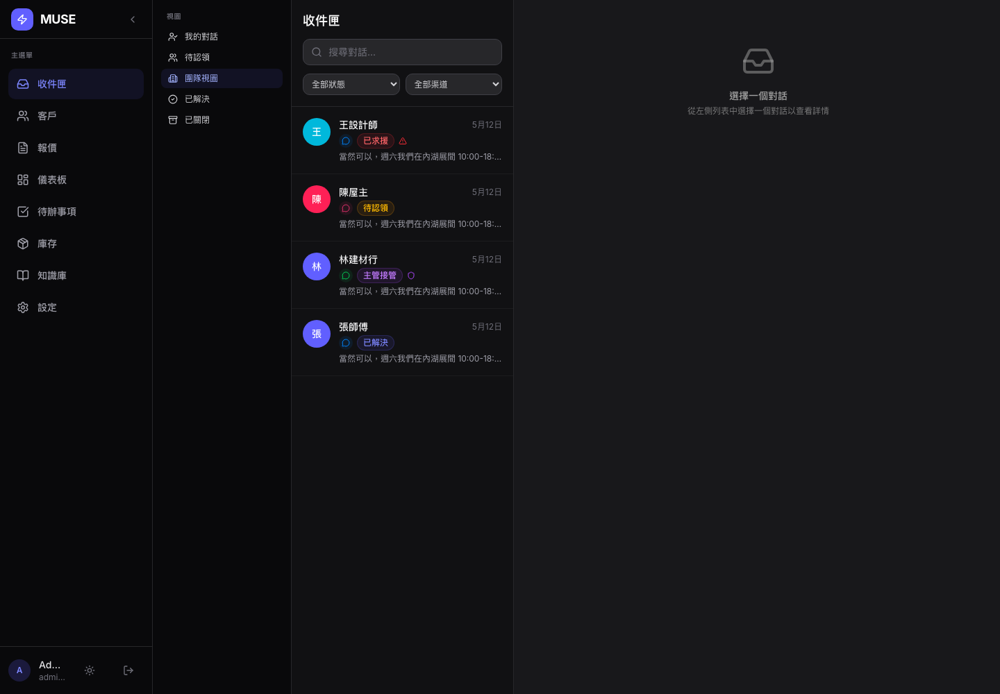 MUSE
主選單
收件匣
客戶
報價
儀表板
待辦事項
庫存
知識庫
設定
A
Ad...
admi...
視圖
我的對話
待認領
團隊視圖
已解決
已關閉
收件匣
搜尋對話...
全部狀態
全部渠道
王
王設計師
5月12日
已求援
當然可以，週六我們在內湖展間 10:00-18:...
陳
陳屋主
5月12日
待認領
當然可以，週六我們在內湖展間 10:00-18:...
林
林建材行
5月12日
主管接管
當然可以，週六我們在內湖展間 10:00-18:...
張
張師傅
5月12日
已解決
當然可以，週六我們在內湖展間 10:00-18:...
選擇一個對話
從左側列表中選擇一個對話以查看詳情